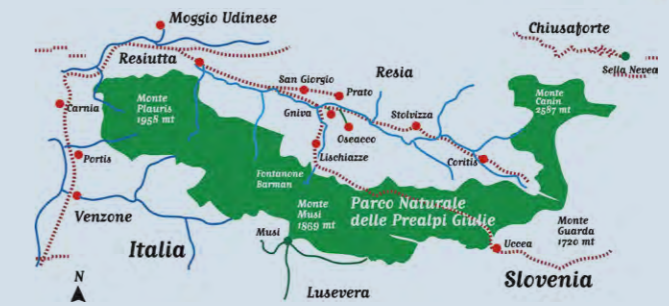 Moggio Udinese
Chiusaforte
Resiutta
Sella Nevea
San Giorgio
Resia
Monte
Plauris
1958 mt
Prato
Monte
Canin
2587 mt
Carnia
Gniva
Stolvizza
Oseacco
Portis
Lischiazze
Coritis
Fontanone
Barman
Venzone
Monte
Musi
1869 mt
Parco Naturale
delle Prealpi Giulie
Monte
Guarda
1720 mt
Musi
Uccea
Italia
Slovenia
N
Lusevera